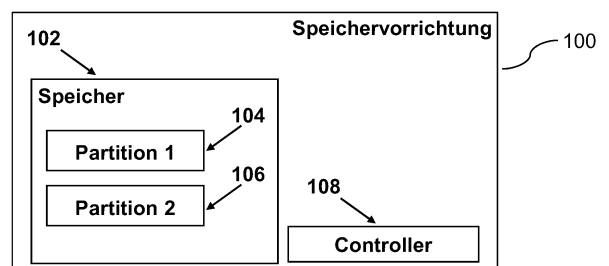 Speichervorrichtung
100
102
Speicher
104
Partition 1
106
Partition 2
108
Controller